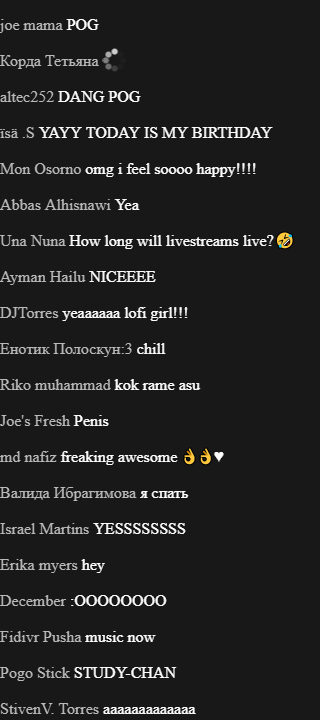 joe mama POG
Корда Тетьяна
altec252 DANG POG
ïsä .S YAYY TODAY IS MY BIRTHDAY
Mon Osorno omg i feel soooo happy!!!!
Abbas Alhisnawi Yea
Una Nuna How long will livestreams live? 🤣
Ayman Hailu NICEEEE
DJTorres yeaaaaaa lofi girl!!!
Енотик Полоскун:3 chill
Riko muhammad kok rame asu
Joe's Fresh Penis
md nafiz freaking awesome 👌👌♥
Валида Ибрагимова я спать
Israel Martins YESSSSSSSS
Erika myers hey
December :OOOOOOOO
Fidivr Pusha music now
Pogo Stick STUDY-CHAN
StivenV. Torres aaaaaaaaaaaaa